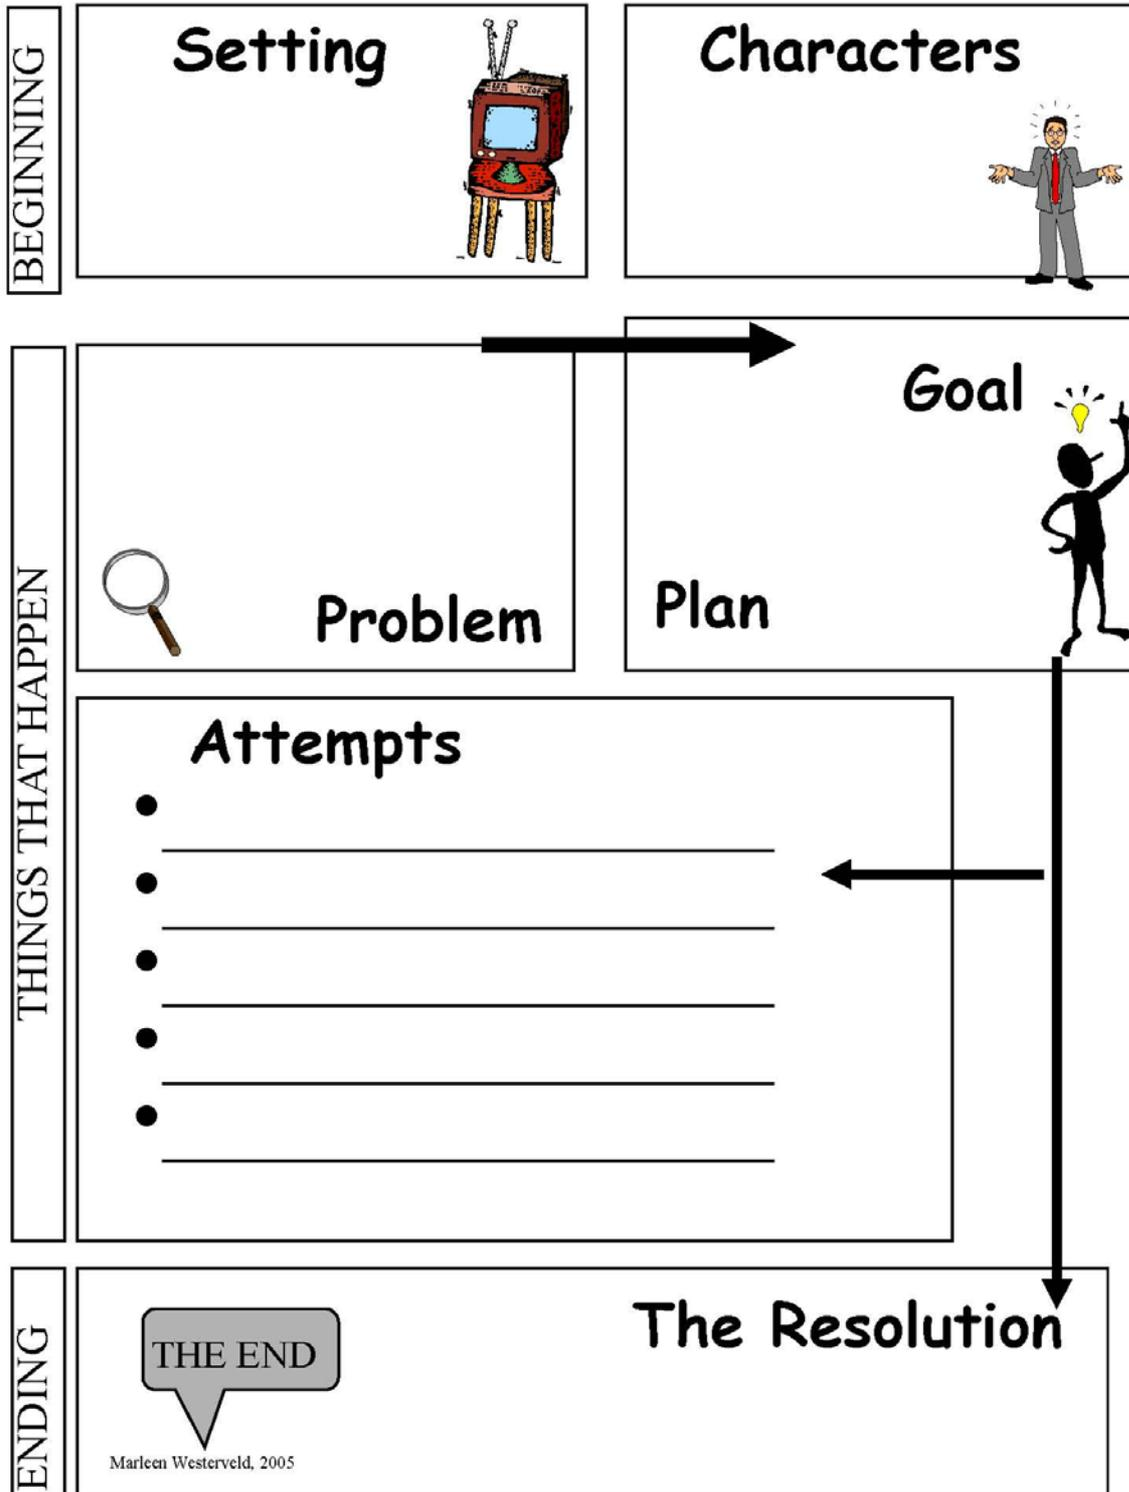 BEGINNING
Setting
Characters
THINGS THAT HAPPEN
Problem
Goal
Plan
Attempts
ENDING
THE END
The Resolution
Marleen Westerveld, 2005